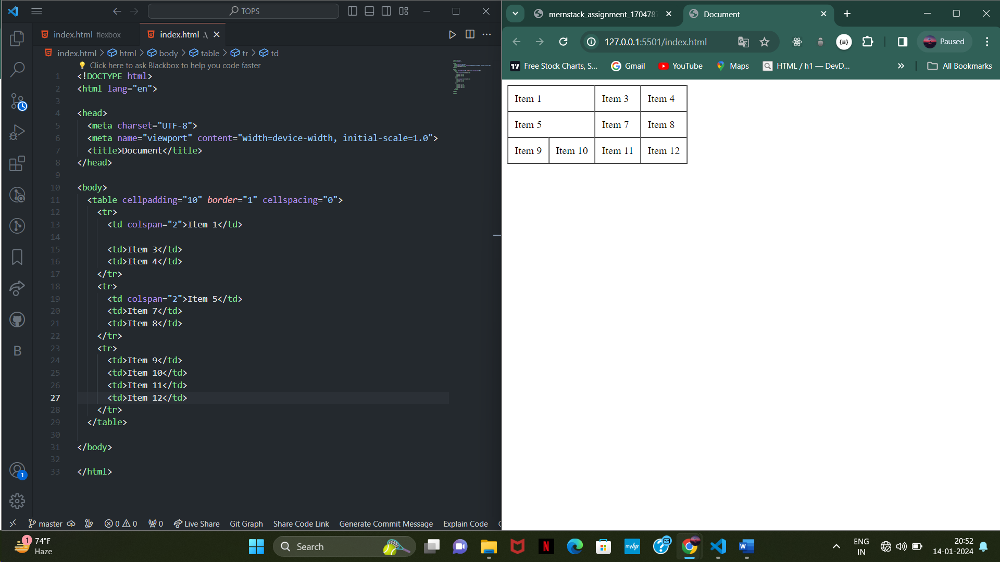 TOPS
index.html flexbox
index.html .\
index.html > html > body > table > tr > td
Click here to ask Blackbox to help you code faster
1 <!DOCTYPE html>
2 <html lang="en">
3
4 <head>
5 <meta charset="UTF-8">
6 <meta name="viewport" content="width=device-width, initial-scale=1.0">
7 <title>Document</title>
8 </head>
9
10 <body>
11 <table cellpadding="10" border="1" cellspacing="0">
12 <tr>
13 <td colspan="2">Item 1</td>
14
15 <td>Item 3</td>
16 <td>Item 4</td>
17 </tr>
18 <tr>
19 <td colspan="2">Item 5</td>
20 <td>Item 7</td>
21 <td>Item 8</td>
22 </tr>
23 <tr>
24 <td>Item 9</td>
25 <td>Item 10</td>
26 <td>Item 11</td>
27 <td>Item 12</td>
28 </tr>
29 </table>
30
31 </body>
32
33 </html>
B
1
master 0 0 0 Live Share Git Graph Share Code Link Generate Commit Message Explain Code
mernstack_assignment_170478
Document
127.0.0.1:5501/index.html
Paused
Free Stock Charts, S... Gmail YouTube Maps HTML / h1 — DevD... All Bookmarks
Item 1 Item 3 Item 4
Item 5 Item 7 Item 8
Item 9 Item 10 Item 11 Item 12
1
74°F
Haze
Search
N
myhp
W
ENG
IN
20:52
14-01-2024